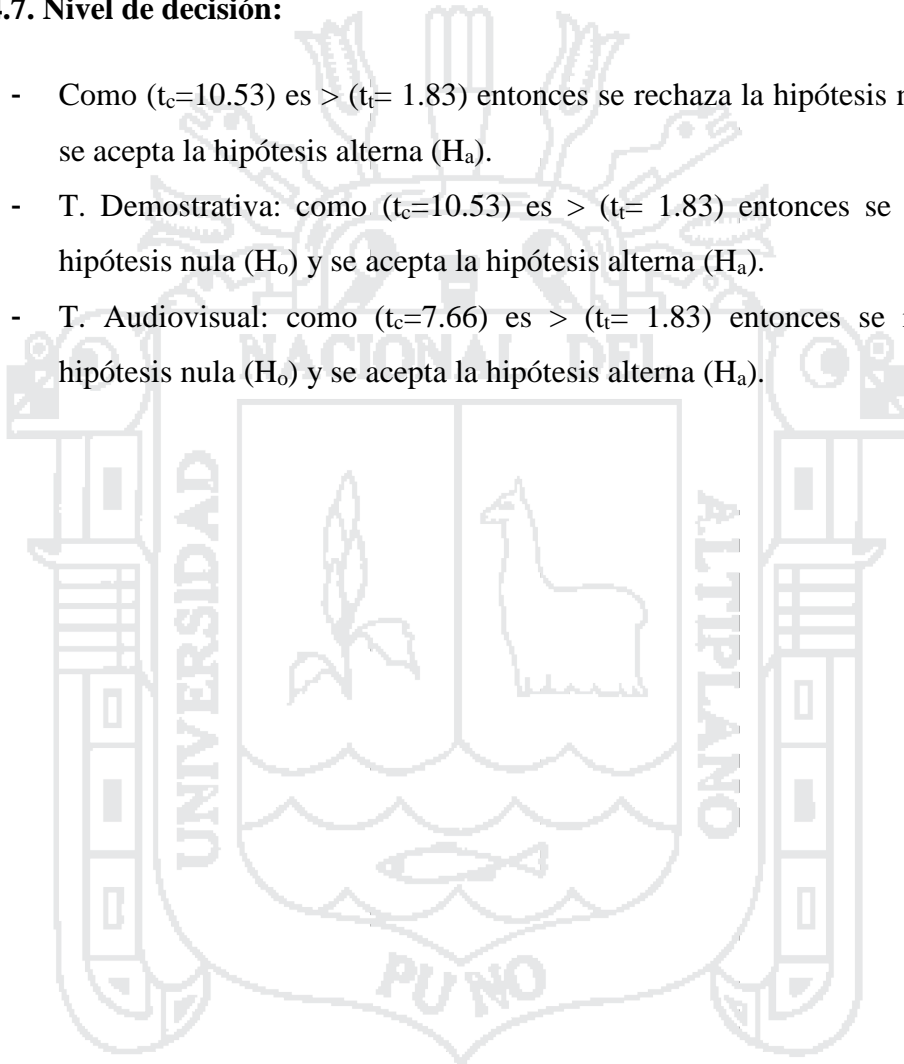 4.7. Nivel de decisión:
- Como (tc=10.53) es > (tt= 1.83) entonces se rechaza la hipótesis
se acepta la hipótesis alterna (Ha).
- T. Demostrativa: como (tc=10.53) es > (tt= 1.83) entonces se
hipótesis nula (Ho) y se acepta la hipótesis alterna (Ha).
- T. Audiovisual: como (tc=7.66) es > (tt= 1.83) entonces se
hipótesis nula (Ho) y se acepta la hipótesis alterna (Ha).
NACIONAL DEL
UNIVERSIDAD
ALTIPLANO
PUNO